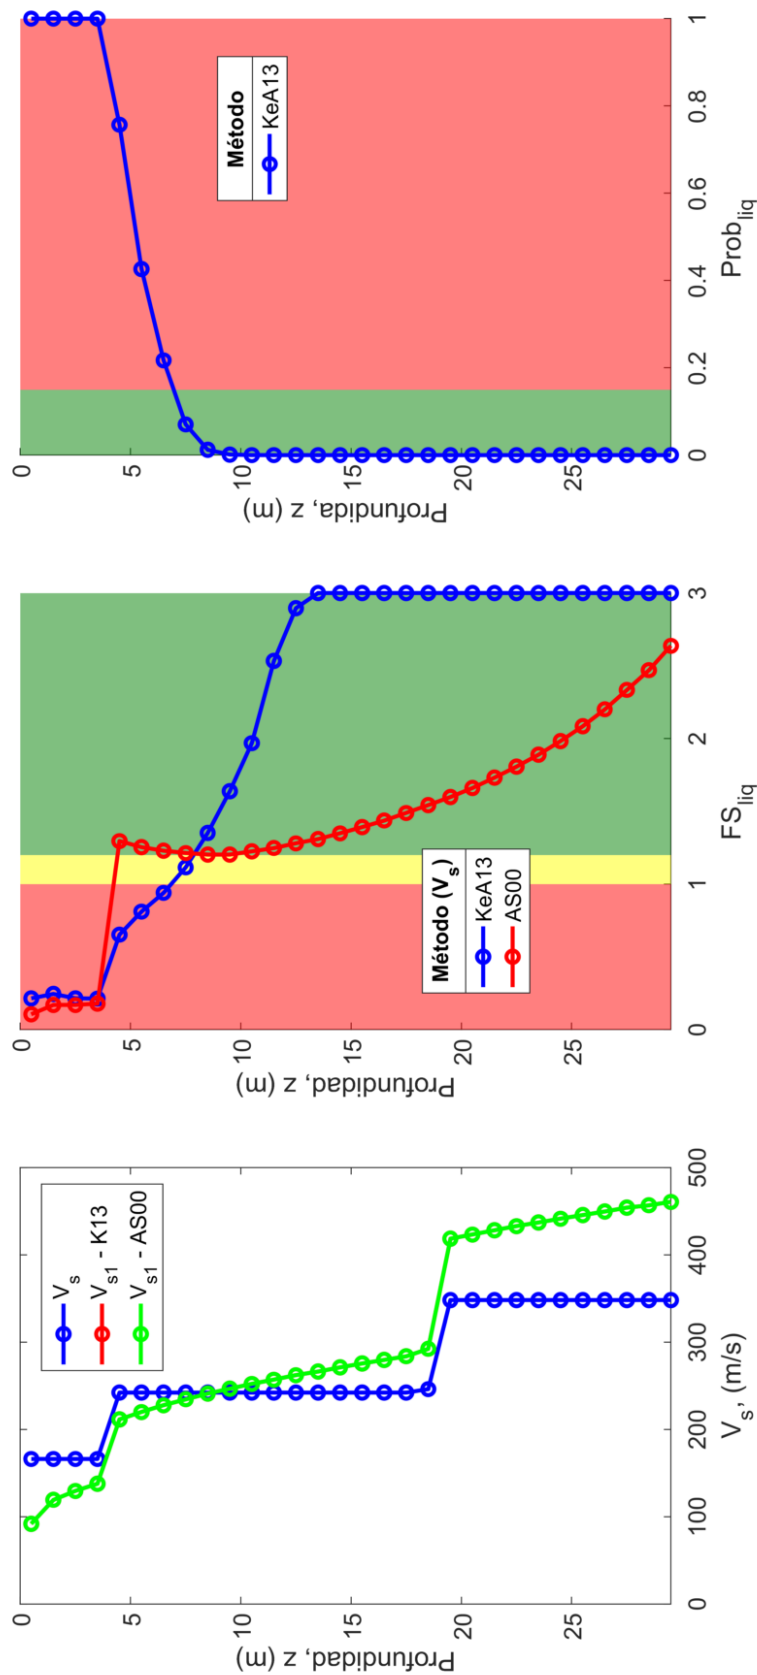 Profundidad, z (m)
0
5
10
15
20
25
V_s
V_s1 - K13
V_s1 - AS00
0 100 200 300 400 500
V_s, (m/s)
Profundidad, z (m)
0
5
10
15
20
25
Método (V_s)
KeA13
AS00
0 1 2 3
FS_liq
Profundida, z (m)
0
5
10
15
20
25
Método
KeA13
0 0.2 0.4 0.6 0.8 1
Prob_liq